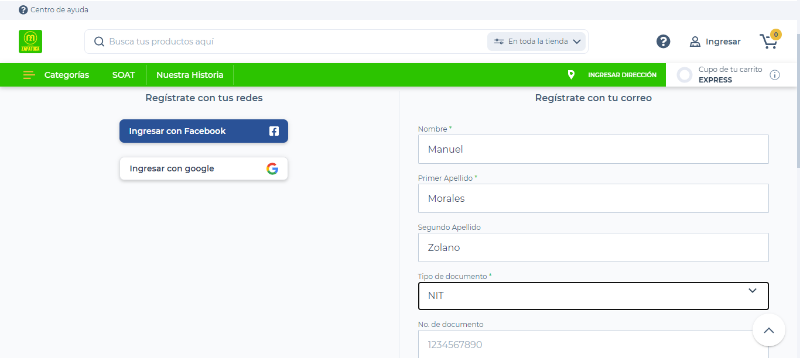 Centro de ayuda
Busca tus productos aquí
En toda la tienda
Ingresar
0
Categorías
SOAT
Nuestra Historia
INGRESAR DIRECCIÓN
Cupo de tu carrito
EXPRESS
Regístrate con tus redes
Ingresar con Facebook
Ingresar con google
Regístrate con tu correo
Nombre *
Manuel
Primer Apellido *
Morales
Segundo Apellido
Zolano
Tipo de documento *
NIT
No. de documento
1234567890